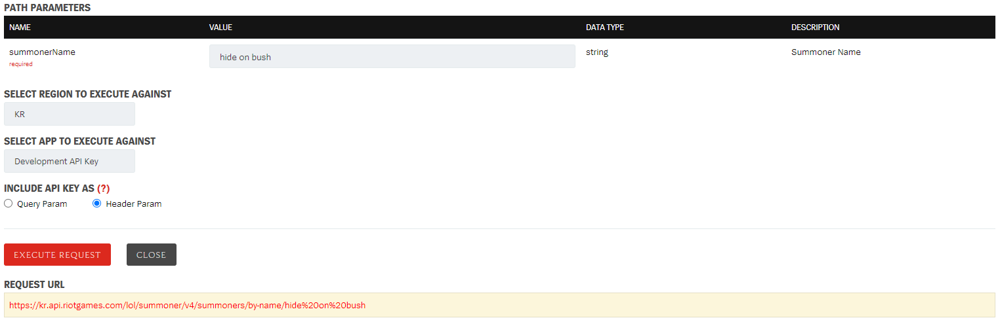 PATH PARAMETERS
NAME VALUE DATA TYPE DESCRIPTION
summonerName hide on bush string Summoner Name
required
SELECT REGION TO EXECUTE AGAINST
KR
SELECT APP TO EXECUTE AGAINST
Development API Key
INCLUDE API KEY AS (?)
Query Param Header Param
EXECUTE REQUEST CLOSE
REQUEST URL
https://kr.api.riotgames.com/lol/summoner/v4/summoners/by-name/hide%20on%20bush